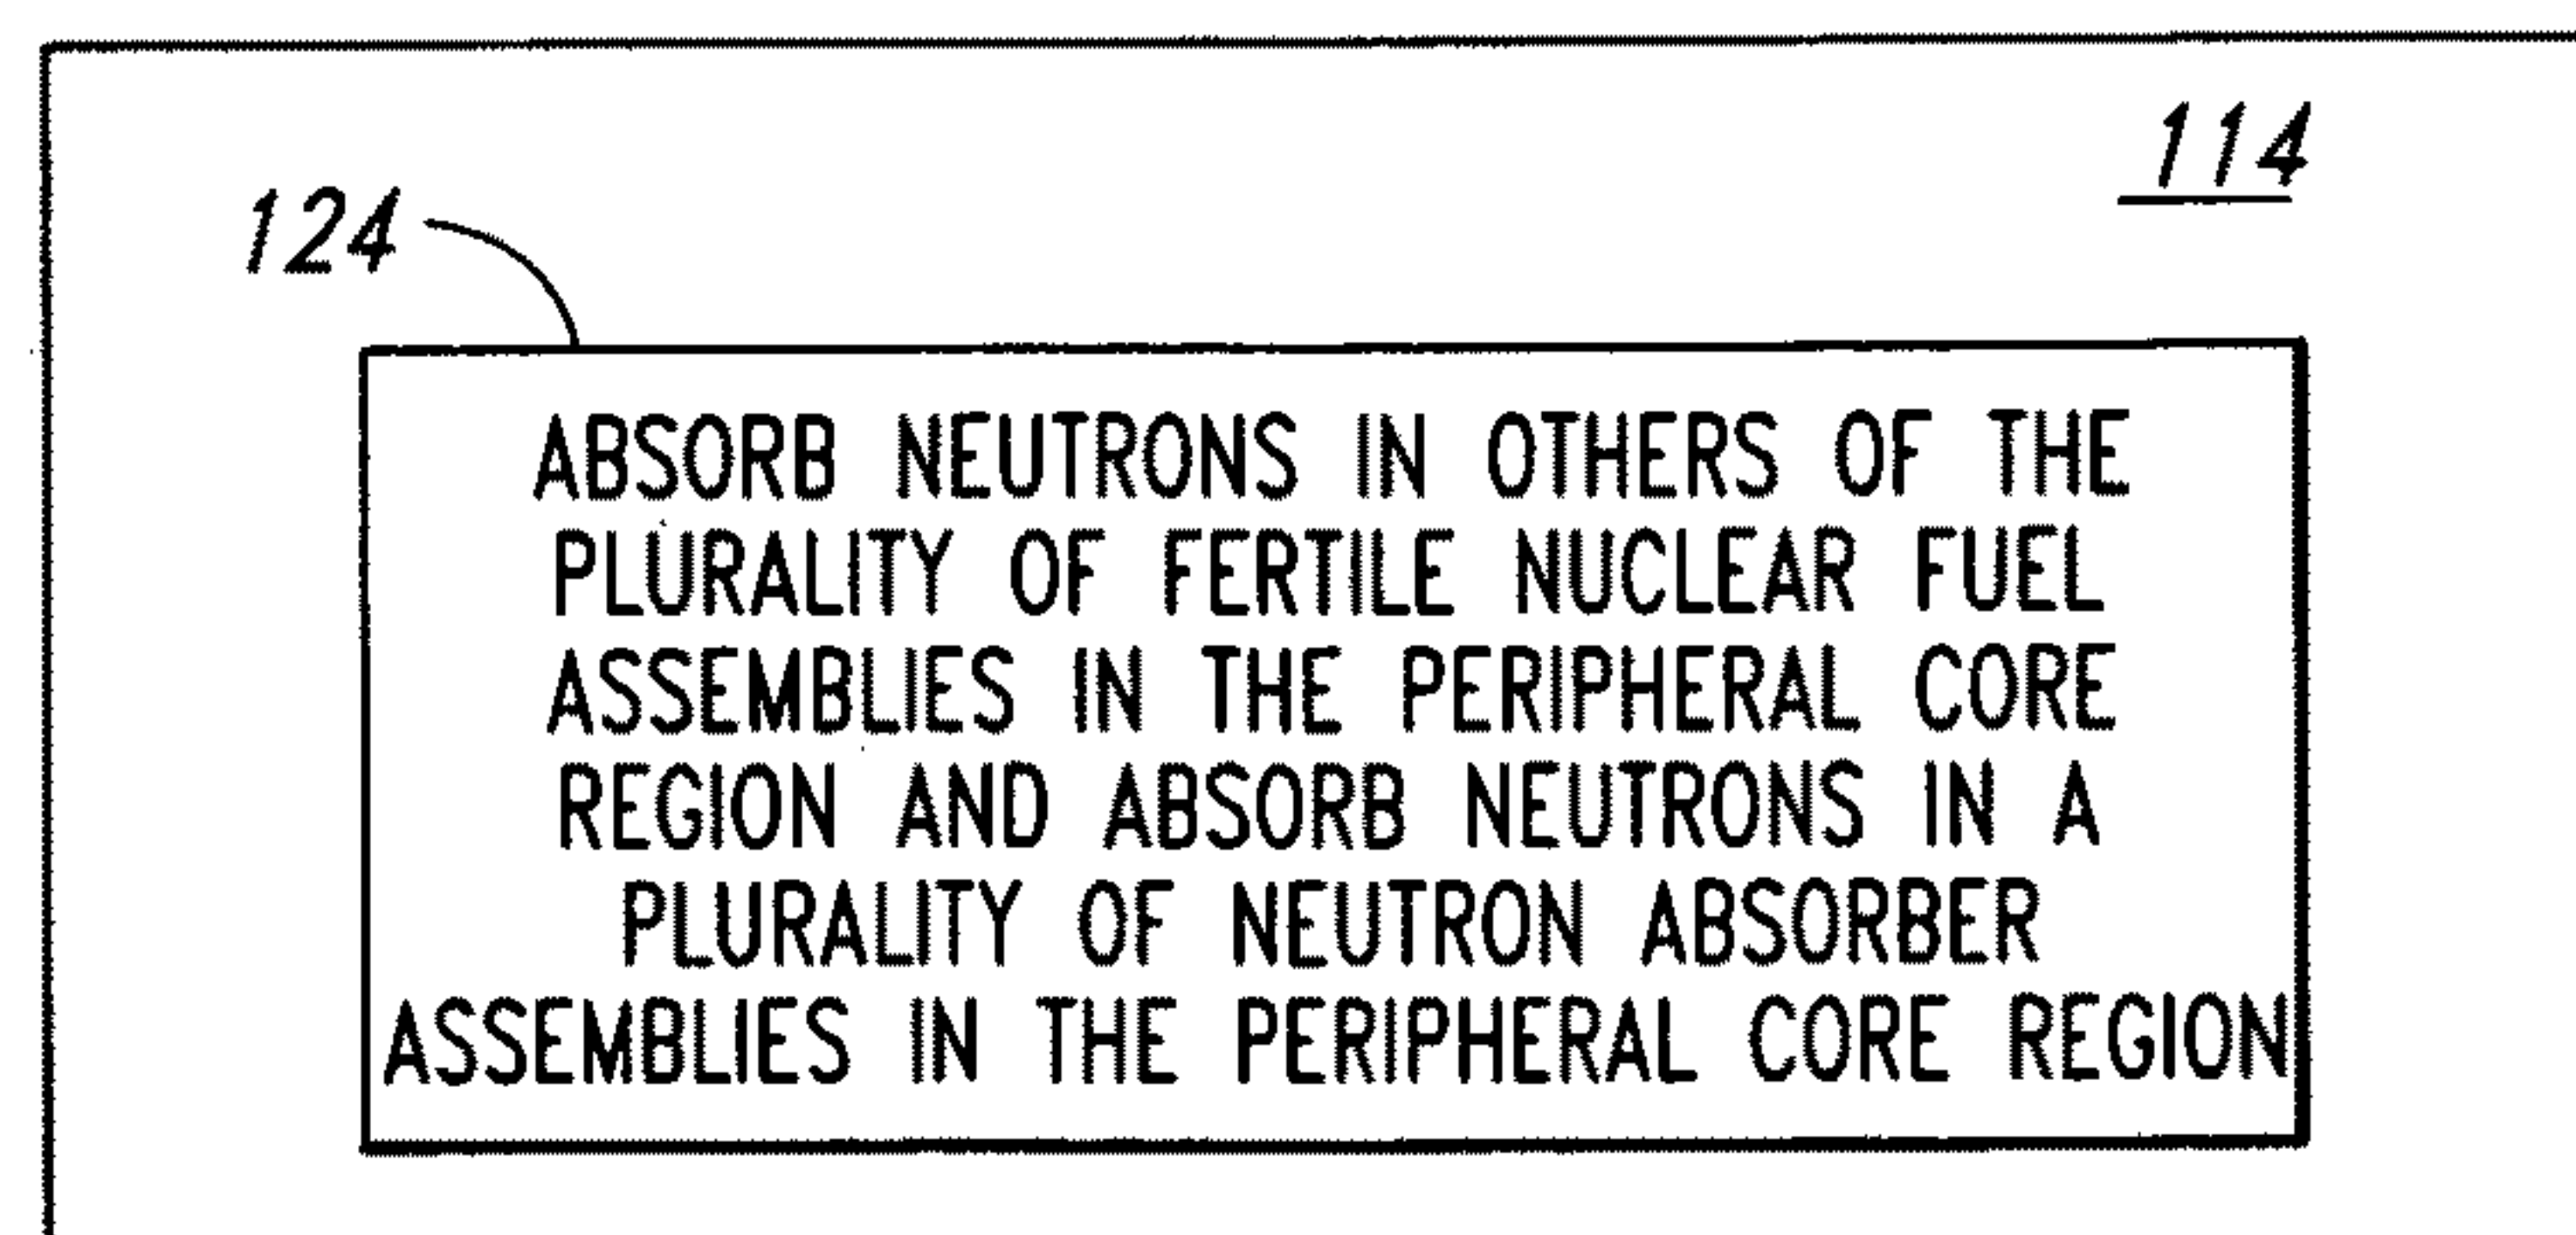 114
124
ABSORB NEUTRONS IN OTHERS OF THE
PLURALITY OF FERTILE NUCLEAR FUEL
ASSEMBLIES IN THE PERIPHERAL CORE
REGION AND ABSORB NEUTRONS IN A
PLURALITY OF NEUTRON ABSORBER
ASSEMBLIES IN THE PERIPHERAL CORE REGION